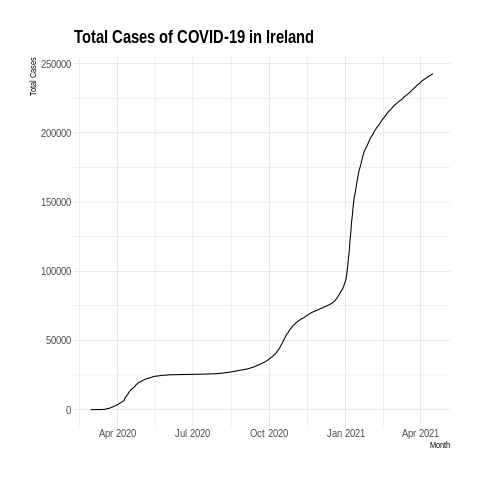 Total Cases of COVID-19 in Ireland
Total Cases
250000
200000
150000
100000
50000
0
Apr 2020 Jul 2020 Oct 2020 Jan 2021 Apr 2021
Month